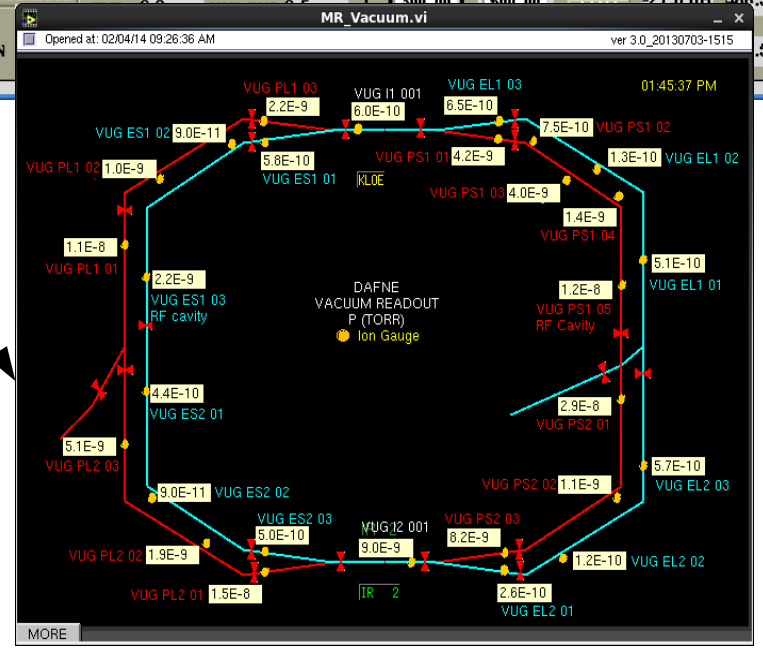 MR_Vacuum.vi
Opened at: 02/04/14 09:26:36 AM
ver 3.0_20130703-1515
01:45:37 PM
VUG PL1 03
2.2E-9
VUG I1 001
6.0E-10
VUG EL1 03
6.5E-10
VUG ES1 02 9.0E-11
7.5E-10 VUG PS1 02
VUG PL1 02 1.0E-9
5.8E-10
VUG ES1 01
KLOE
VUG PS1 01 4.2E-9
1.3E-10 VUG EL1 02
VUG PS1 03 4.0E-9
1.4E-9
VUG PS1 04
1.1E-8
VUG PL1 01
5.1E-10
VUG EL1 01
2.2E-9
VUG ES1 03
RF cavity
DAFNE
VACUUM READOUT
P (TORR)
Ion Gauge
1.2E-8
VUG PS1 05
RF Cavity
4.4E-10
VUG ES2 01
2.9E-8
VUG PS2 01
5.1E-9
VUG PL2 03
5.7E-10
VUG EL2 03
9.0E-11 VUG ES2 02
VUG PS2 02 1.1E-9
VUG ES2 03
5.0E-10
VUG I2 001
9.0E-9
VUG PS2 03
8.2E-9
VUG PL2 02 1.9E-9
1.2E-10 VUG EL2 02
VUG PL2 01 1.5E-8
IR 2
2.6E-10
VUG EL2 01
MORE